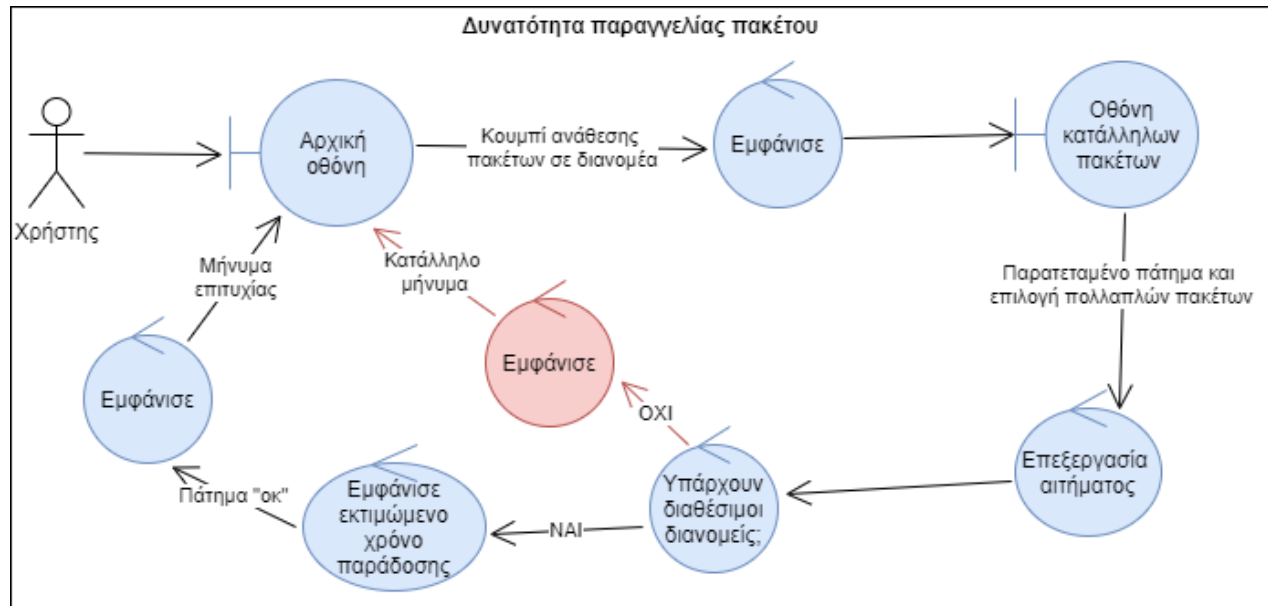 Δυνατότητα παραγγελίας πακέτου
Χρήστης
Αρχική
οθόνη
Κουμπί ανάθεσης
πακέτων σε διανομέα
Εμφάνισε
Οθόνη
κατάλληλων
πακέτων
Παρατεταμένο πάτημα και
επιλογή πολλαπλών πακέτων
Επεξεργασία
αιτήματος
Υπάρχουν
διαθέσιμοι
διανομείς;
ΟΧΙ
Εμφάνισε
Κατάλληλο
μήνυμα
ΝΑΙ
Εμφάνισε
εκτιμώμενο
χρόνο
παράδοσης
Πάτημα "οκ"
Εμφάνισε
Μήνυμα
επιτυχίας